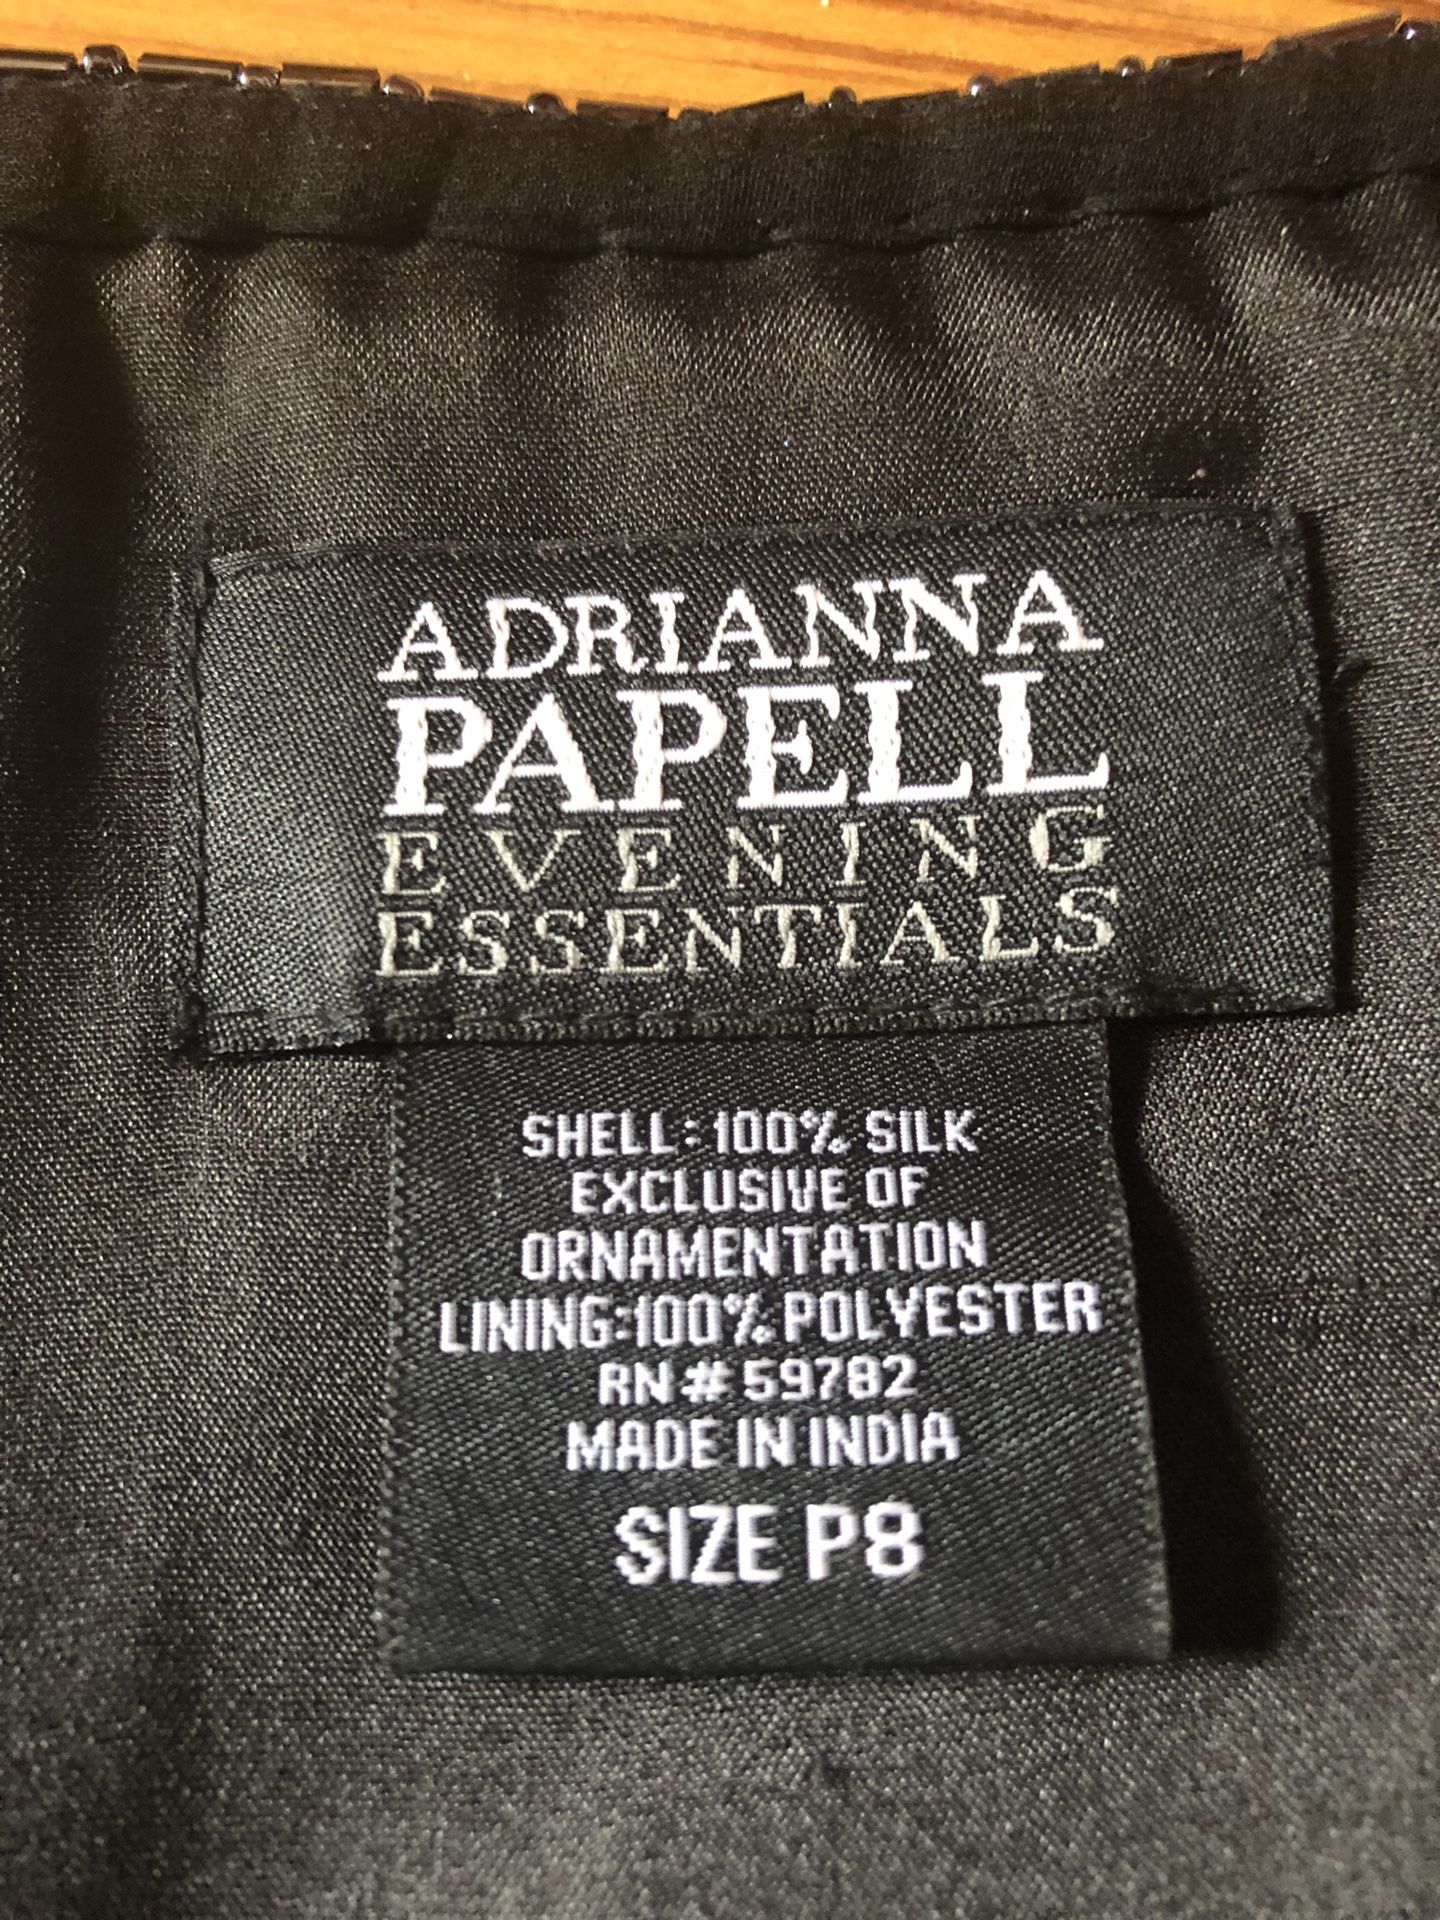 ADRIANNA
PAPELL
EVENING
ESSENTIALS
SHELL: 100% SILK
EXCLUSIVE OF
ORNAMENTATION
LINING:100% POLYESTER
RN# 59782
MADE IN INDIA
SIZE P8